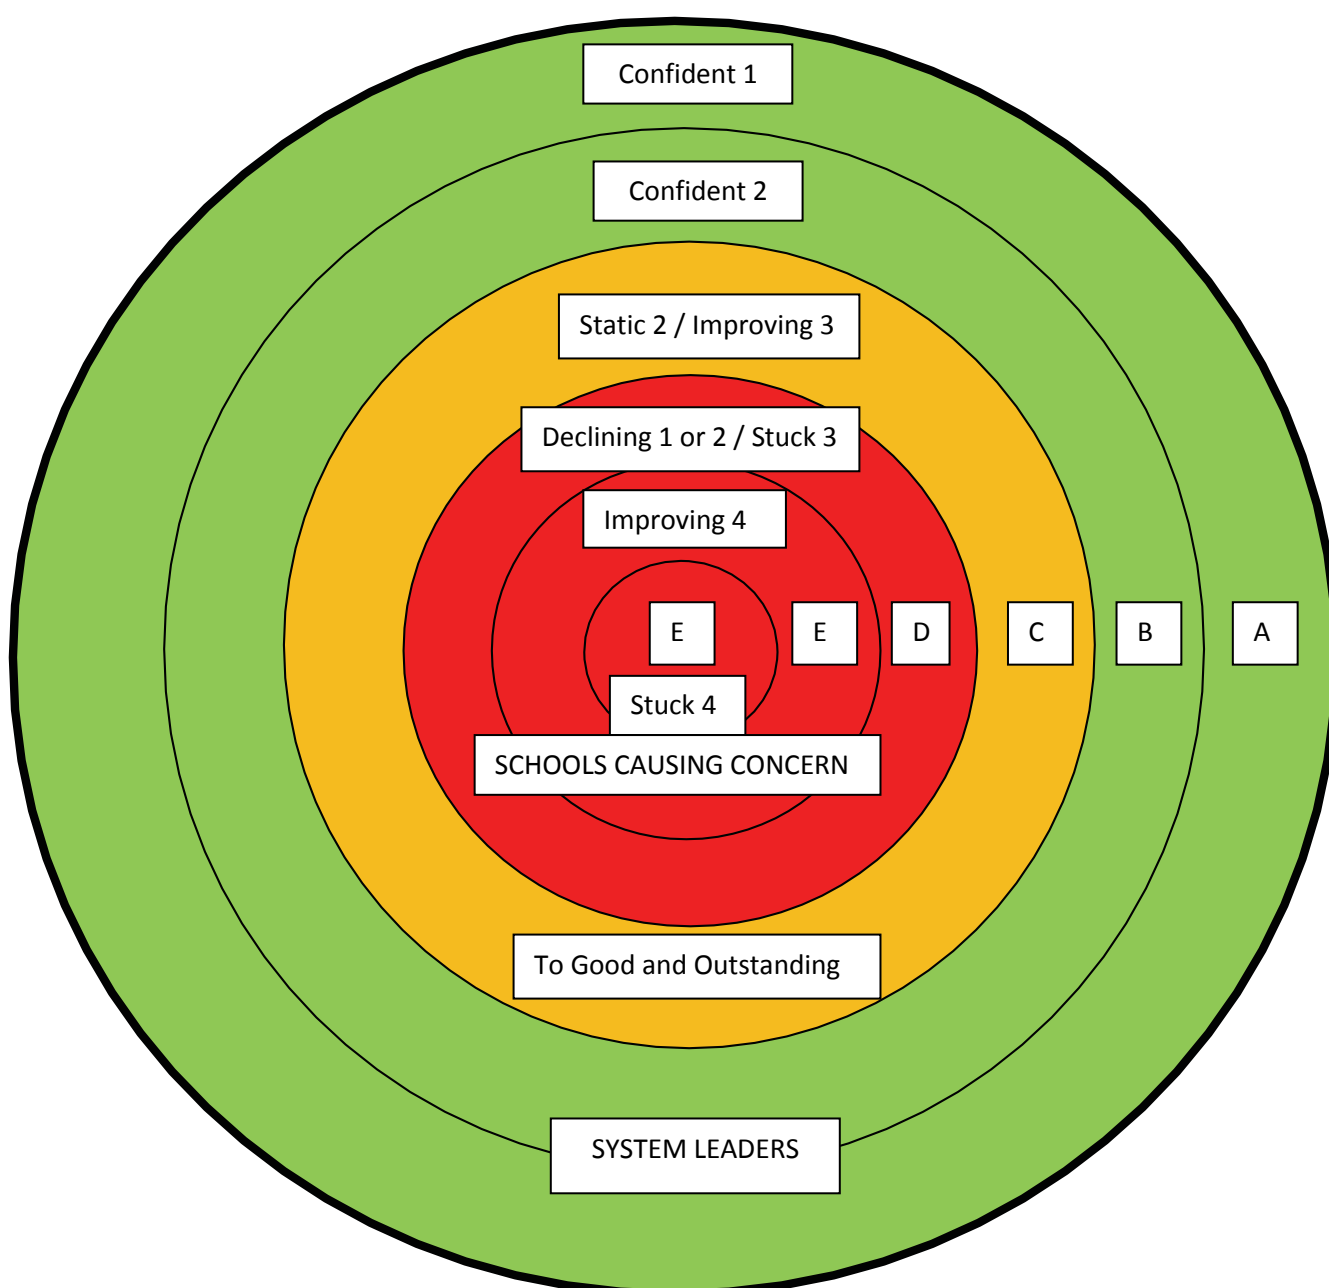 Confident 1
Confident 2
Static 2 / Improving 3
Declining 1 or 2 / Stuck 3
Improving 4
E
E
D
C
B
A
Stuck 4
SCHOOLS CAUSING CONCERN
To Good and Outstanding
SYSTEM LEADERS